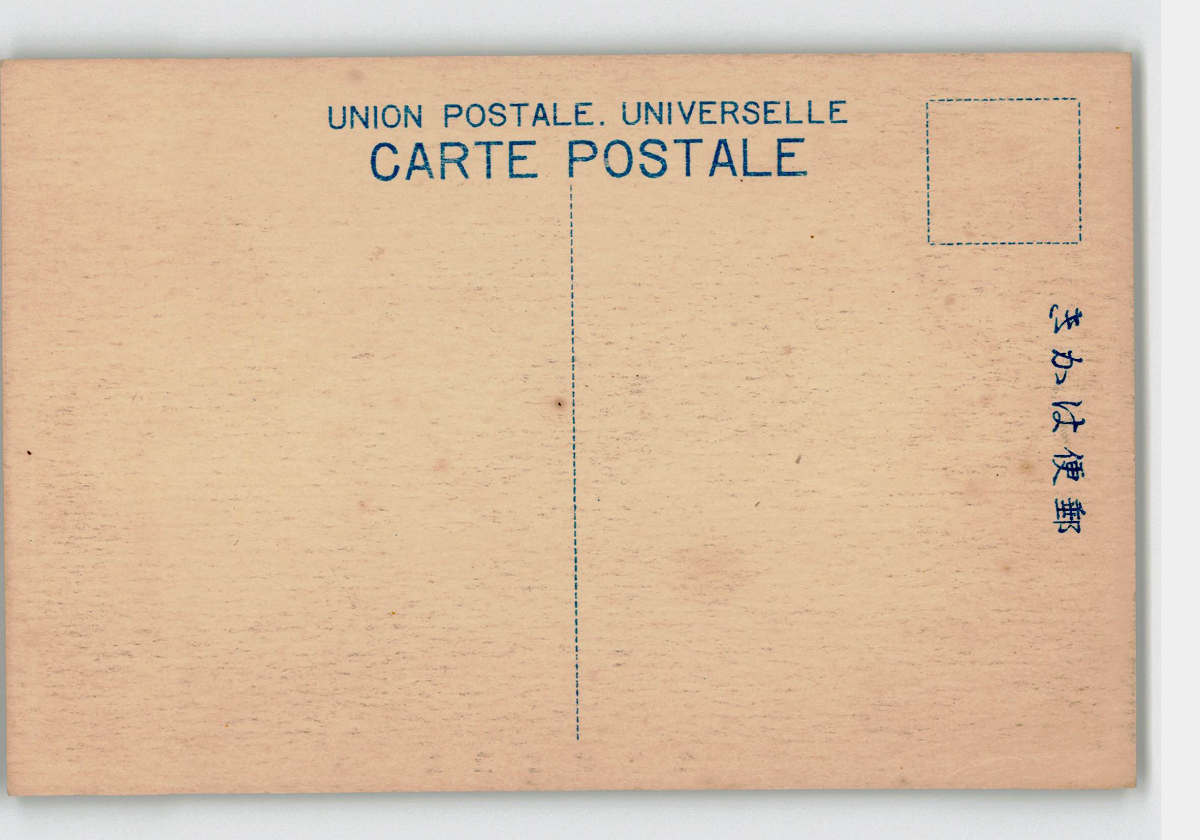 UNION POSTALE. UNIVERSELLE
CARTE POSTALE
郵便はかき